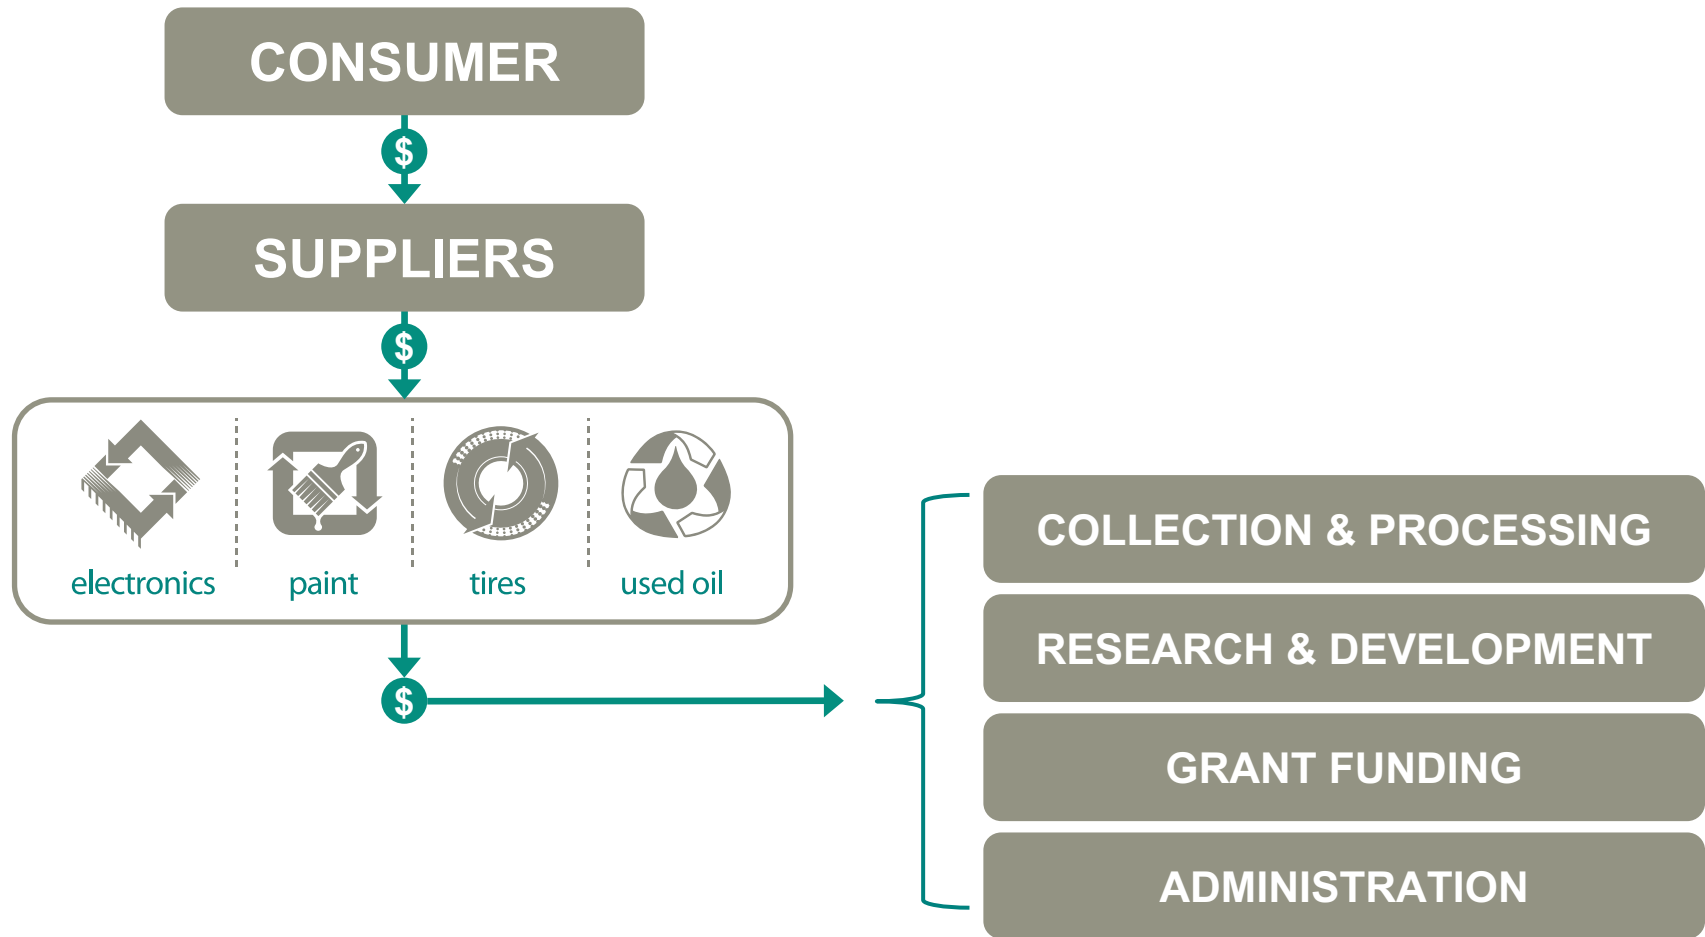 CONSUMER
$
SUPPLIERS
$
electronics
paint
tires
used oil
$
COLLECTION & PROCESSING
RESEARCH & DEVELOPMENT
GRANT FUNDING
ADMINISTRATION